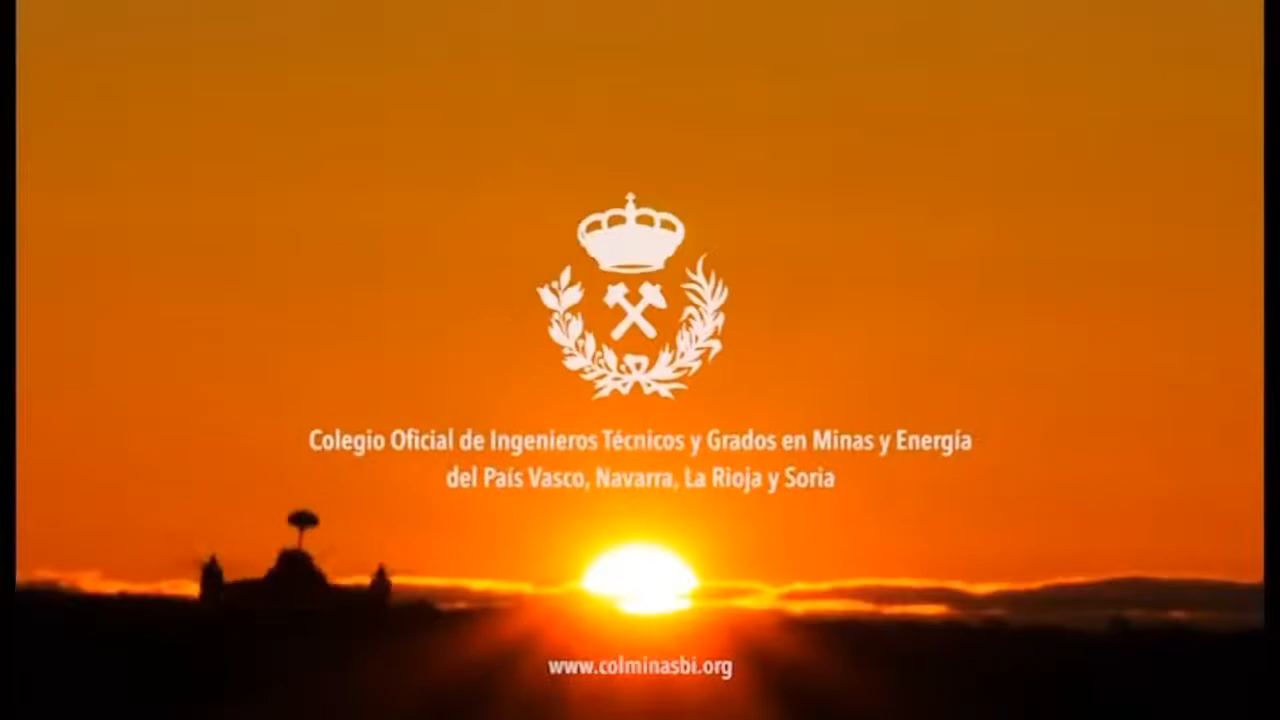 Colegio Oficial de Ingenieros Técnicos y Grados en Minas y Energía
del País Vasco, Navarra, La Rioja y Soria
www.colminasbi.org